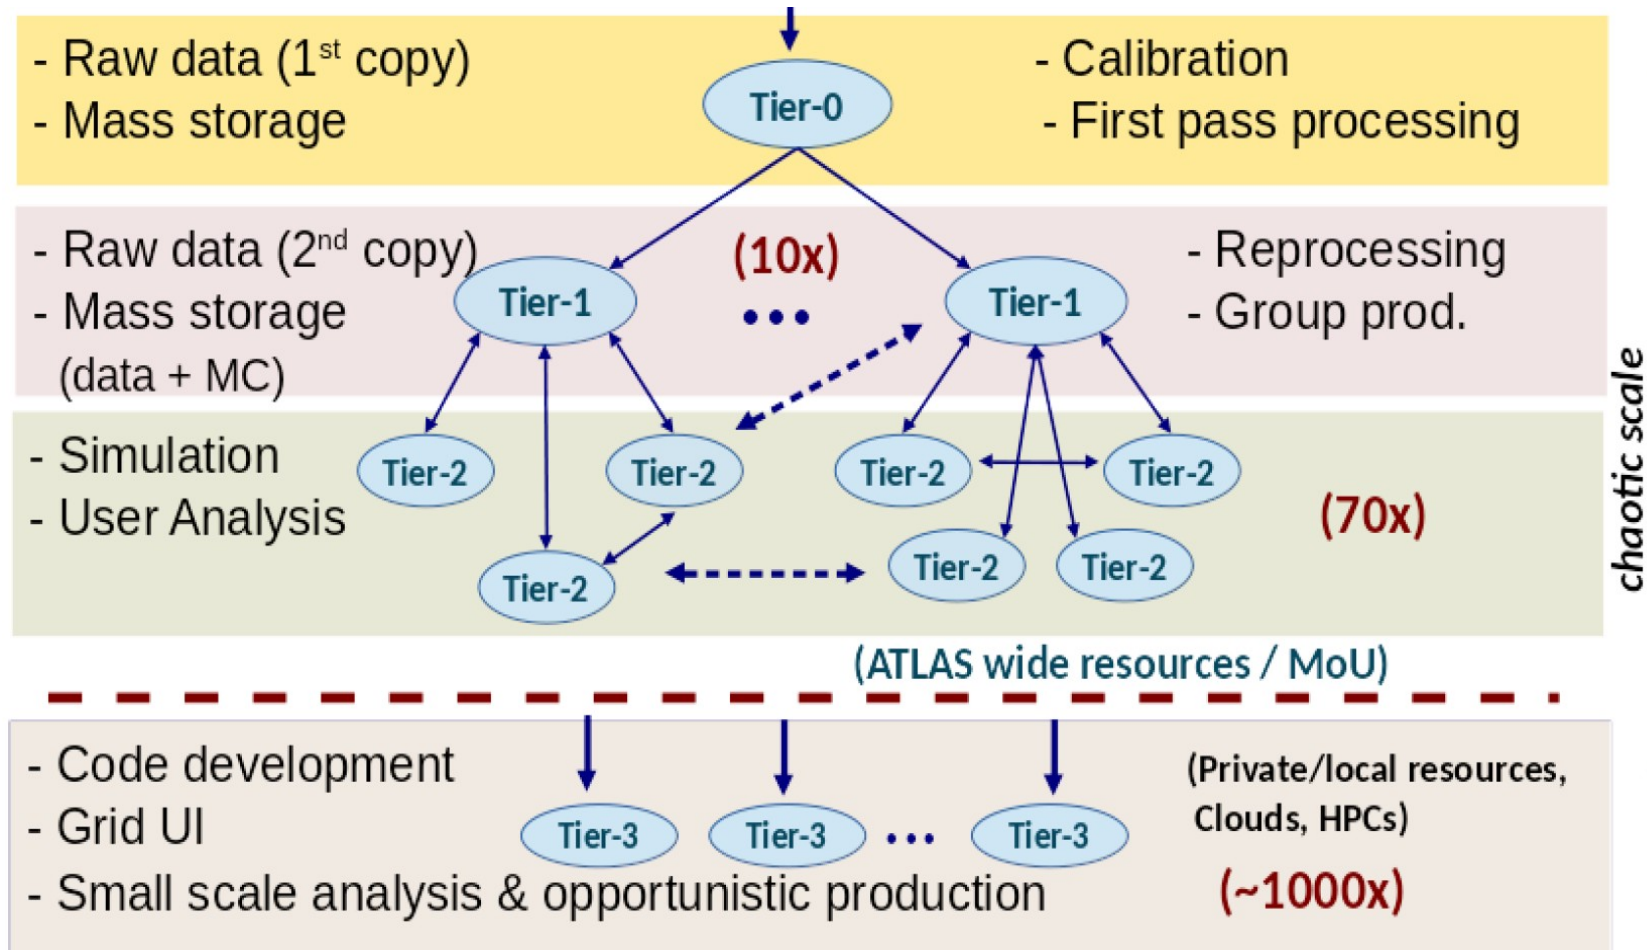 - Raw data (1st copy)
- Mass storage
Tier-0
- Calibration
- First pass processing
- Raw data (2nd copy)
- Mass storage
(data + MC)
Tier-1
(10x)
...
Tier-1
- Reprocessing
- Group prod.
- Simulation
- User Analysis
Tier-2
Tier-2
Tier-2
Tier-2
Tier-2
Tier-2
Tier-2
(70x)
chaotic scale
(ATLAS wide resources / MoU)
- Code development
- Grid UI
- Small scale analysis & opportunistic production
Tier-3
Tier-3
...
Tier-3
(Private/local resources,
Clouds, HPCs)
(~1000x)